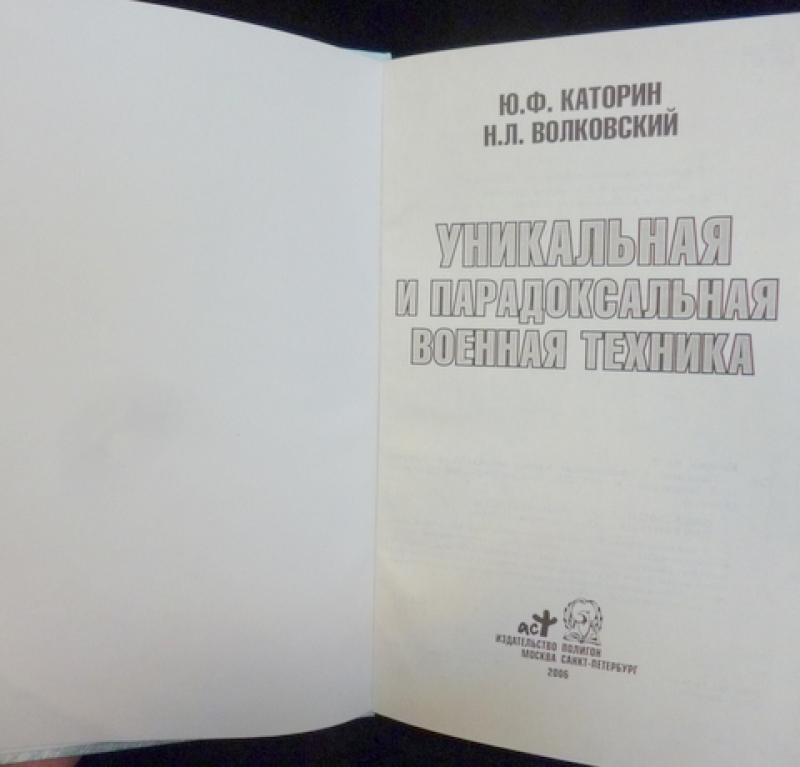 Ю.Ф. КАТОРИН
Н.Л. ВОЛКОВСКИЙ
УНИКАЛЬНАЯ
И ПАРАДОКСАЛЬНАЯ
ВОЕННАЯ ТЕХНИКА
аст
ИЗДАТЕЛЬСТВО ПОЛИГОН
МОСКВА САНКТ-ПЕТЕРБУРГ
2006